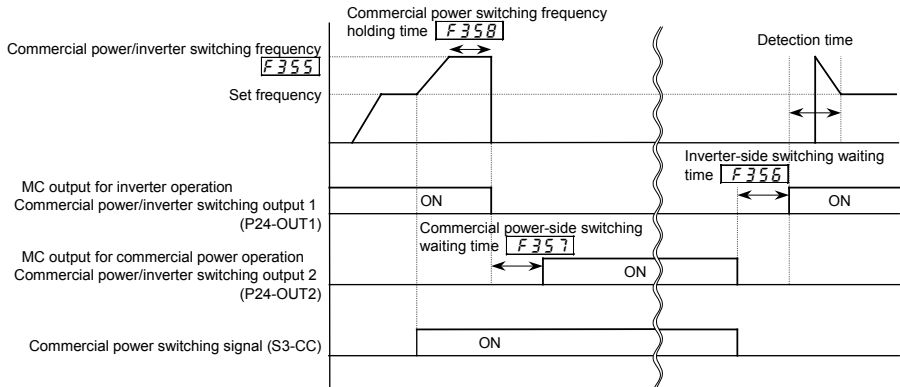 Commercial power switching frequency
holding time F358
Commercial power/inverter switching frequency
F355
Detection time
Set frequency
Inverter-side switching waiting
time F356
MC output for inverter operation
Commercial power/inverter switching output 1
(P24-OUT1)
ON
ON
Commercial power-side switching
waiting time F357
MC output for commercial power operation
Commercial power/inverter switching output 2
(P24-OUT2)
ON
Commercial power switching signal (S3-CC)
ON